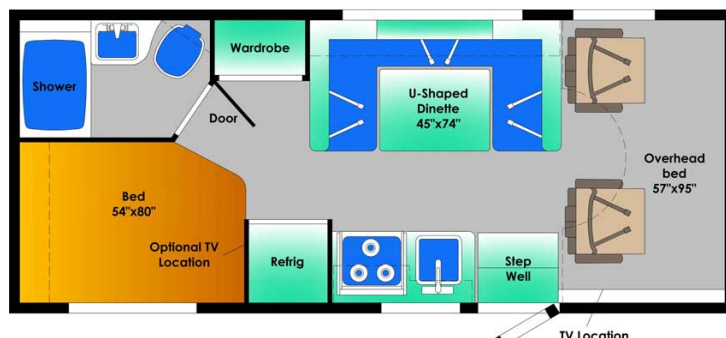 Wardrobe
Shower
U-Shaped
Dinette
45"x74"
Door
Overhead
bed
57"x95"
Bed
54"x80"
Optional TV
Location
Refrig
Step
Well
TV Location